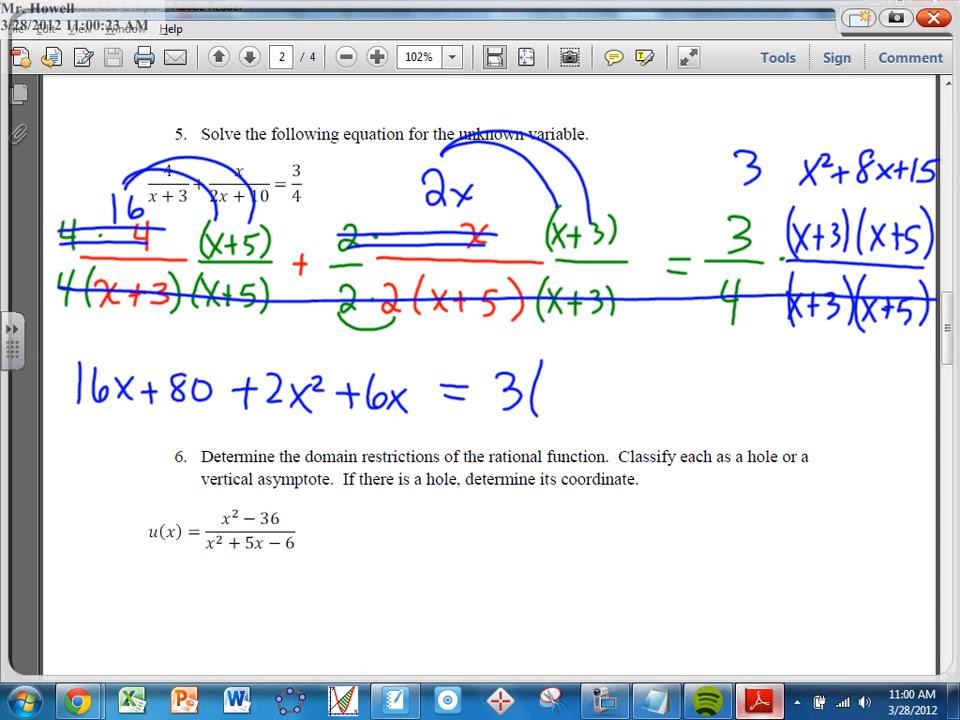 Mr. Howell
3/28/2012 11:00:23 AM
Window Help
2 / 4 102% Tools Sign Comment
5. Solve the following equation for the unknown variable.
4/(x + 3) + x/(2x + 10) = 3/4
16 2x 3 x² + 8x + 15
4 · 4 (x+5) + 2 · x (x+3) = 3 · (x+3)(x+5)
4(x+3)(x+5) 2 · 2(x+5)(x+3) 4 (x+3)(x+5)
16x + 80 + 2x² + 6x = 3(
6. Determine the domain restrictions of the rational function. Classify each as a hole or a
vertical asymptote. If there is a hole, determine its coordinate.
u(x) = (x² − 36)/(x² + 5x − 6)
11:00 AM
3/28/2012